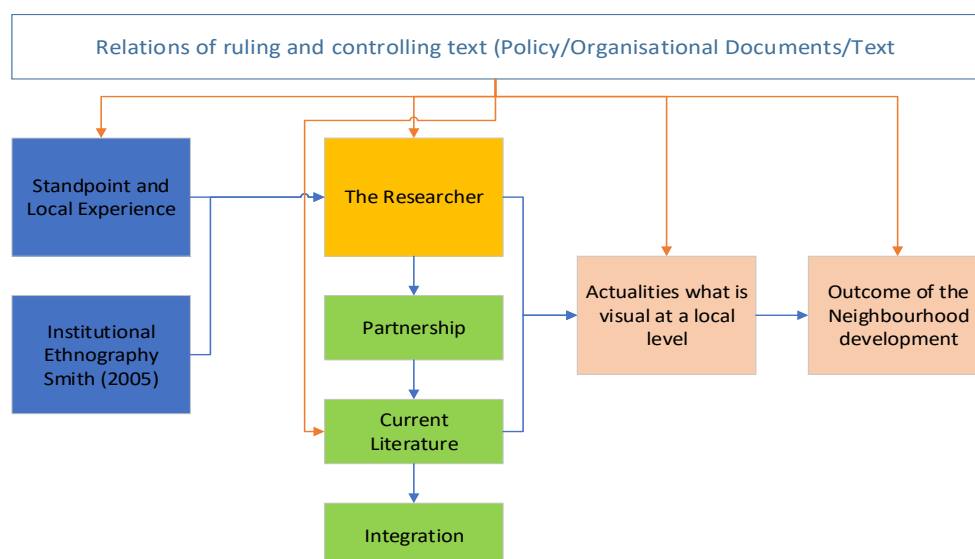 Relations of ruling and controlling text (Policy/Organisational Documents/Text
Standpoint and
Local Experience
The Researcher
Institutional
Ethnography
Smith (2005)
Partnership
Current
Literature
Integration
Actualities what is
visual at a local
level
Outcome of the
Neighbourhood
development